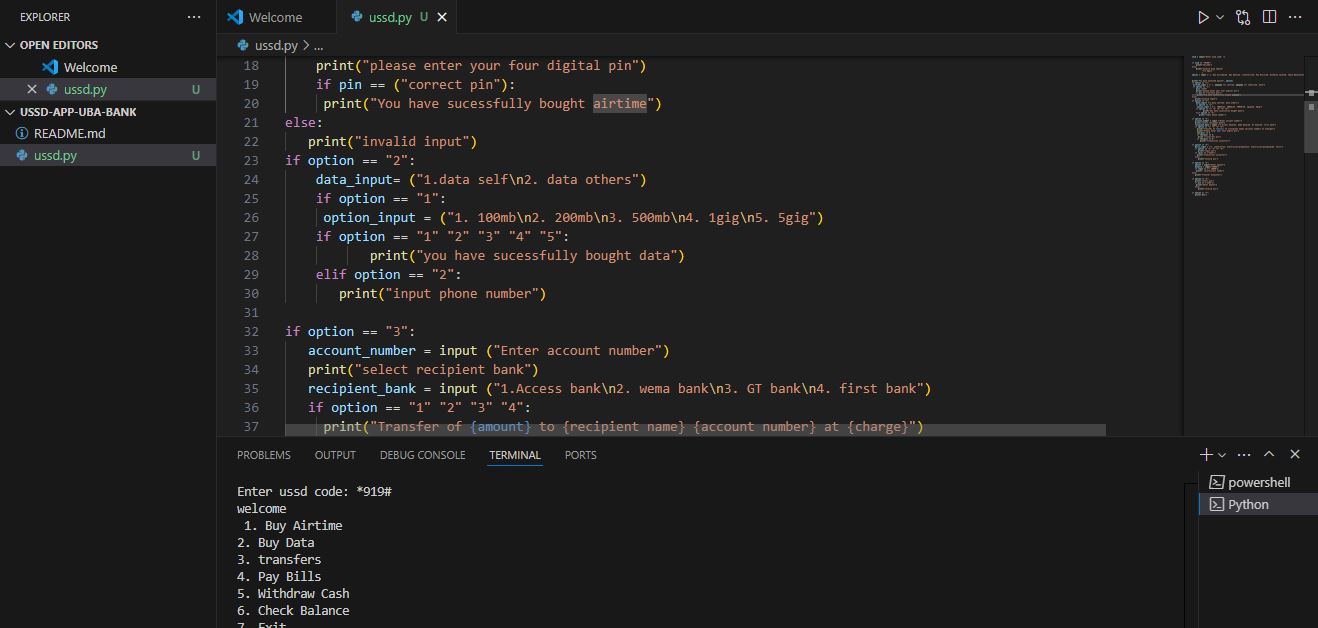 EXPLORER
OPEN EDITORS
Welcome
ussd.py U
USSD-APP-UBA-BANK
README.md
ussd.py U
Welcome
ussd.py U
ussd.py > ...
18 print("please enter your four digital pin")
19 if pin == ("correct pin"):
20 print("You have sucessfully bought airtime")
21 else:
22 print("invalid input")
23 if option == "2":
24 data_input= ("1.data self\n2. data others")
25 if option == "1":
26 option_input = ("1. 100mb\n2. 200mb\n3. 500mb\n4. 1gig\n5. 5gig")
27 if option == "1" "2" "3" "4" "5":
28 print("you have sucessfully bought data")
29 elif option == "2":
30 print("input phone number")
31
32 if option == "3":
33 account_number = input ("Enter account number")
34 print("select recipient bank")
35 recipient_bank = input ("1.Access bank\n2. wema bank\n3. GT bank\n4. first bank")
36 if option == "1" "2" "3" "4":
37 print("Transfer of {amount} to {recipient name} {account number} at {charge}")
PROBLEMS OUTPUT DEBUG CONSOLE TERMINAL PORTS
powershell
Python
Enter ussd code: *919#
welcome
1. Buy Airtime
2. Buy Data
3. transfers
4. Pay Bills
5. Withdraw Cash
6. Check Balance
7. Exit